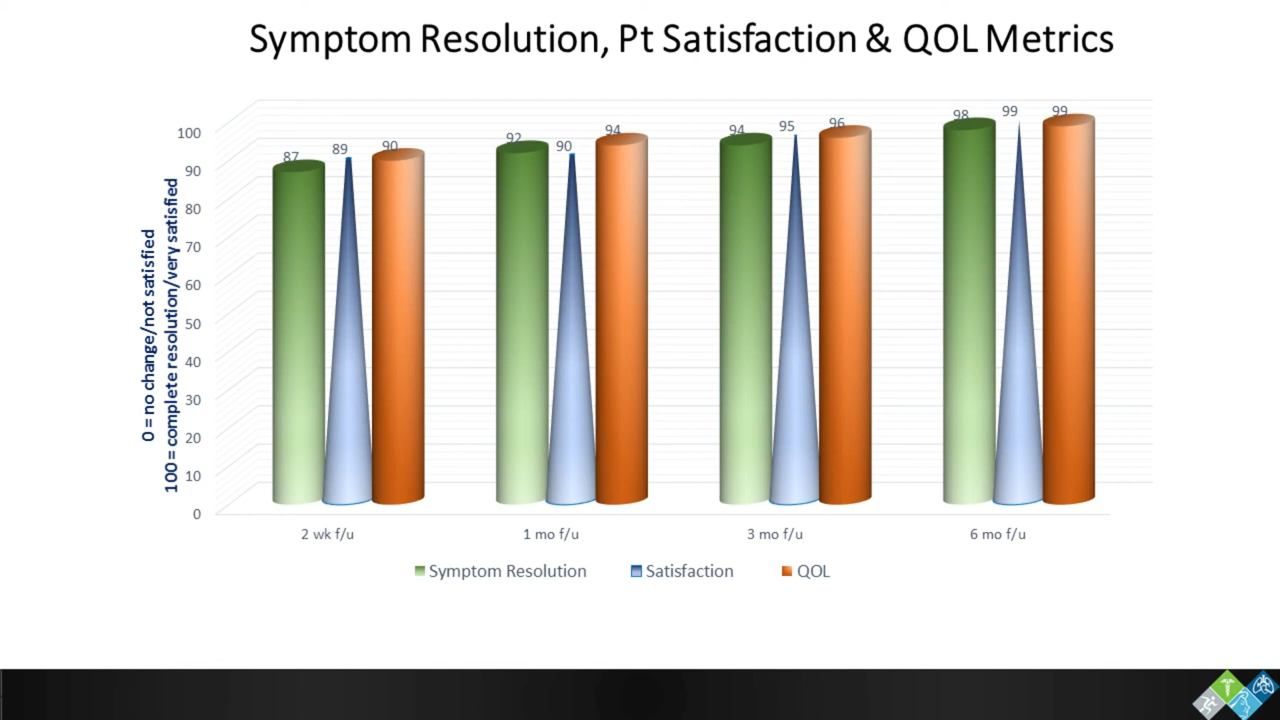 Symptom Resolution, Pt Satisfaction & QOL Metrics
0 = no change/not satisfied
100 = complete resolution/very satisfied
100
90
80
70
60
50
40
30
20
10
0
87 89 90 92 90 94 94 95 96 98 99 99
2 wk f/u 1 mo f/u 3 mo f/u 6 mo f/u
Symptom Resolution Satisfaction QOL